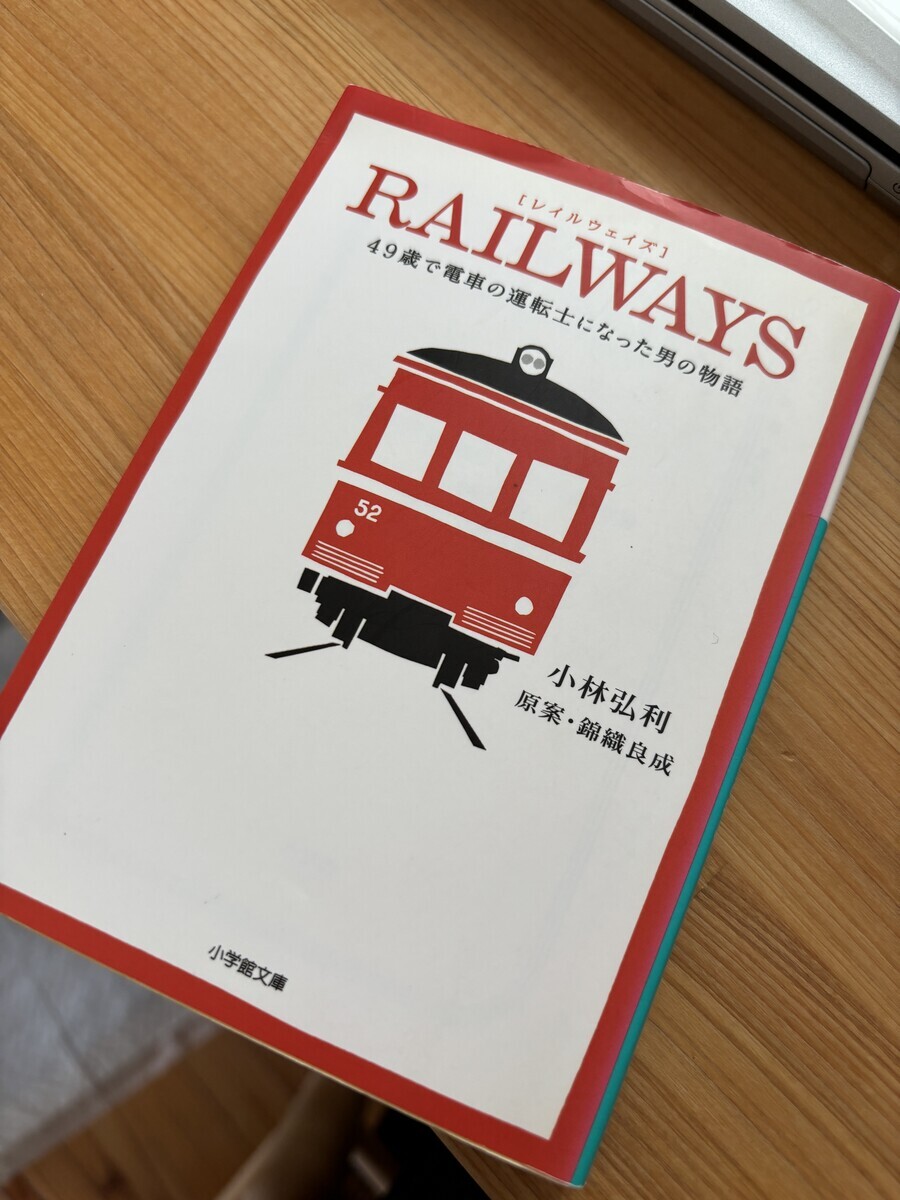 [レイルウェイズ]
RAILWAYS
49歳で電車の運転士になった男の物語
52
小林弘利
原案・錦織良成
小学館文庫